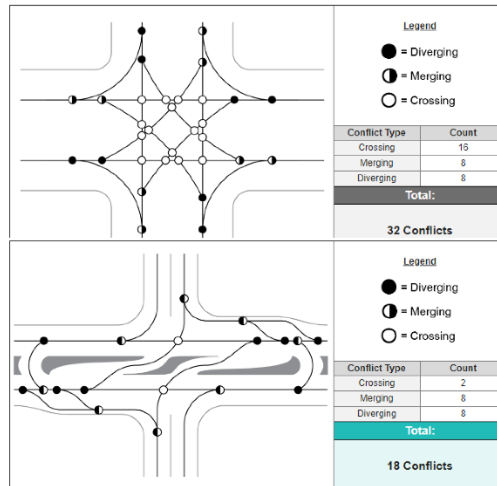 Legend
= Diverging
= Merging
= Crossing
Conflict Type Count
Crossing 16
Merging 8
Diverging 8
Total:
32 Conflicts
Legend
= Diverging
= Merging
= Crossing
Conflict Type Count
Crossing 2
Merging 8
Diverging 8
Total:
18 Conflicts